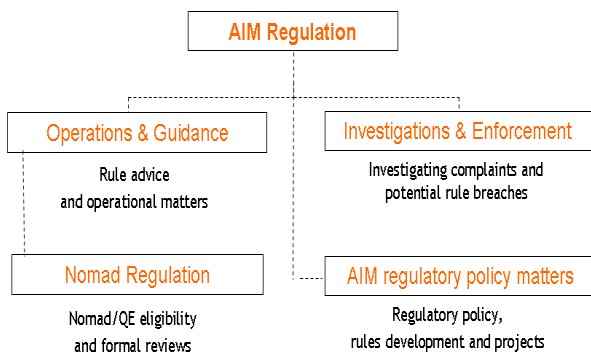 AIM Regulation
Operations & Guidance
Rule advice
and operational matters
Investigations & Enforcement
Investigating complaints and
potential rule breaches
Nomad Regulation
Nomad/QE eligibility
and formal reviews
AIM regulatory policy matters
Regulatory policy,
rules development and projects